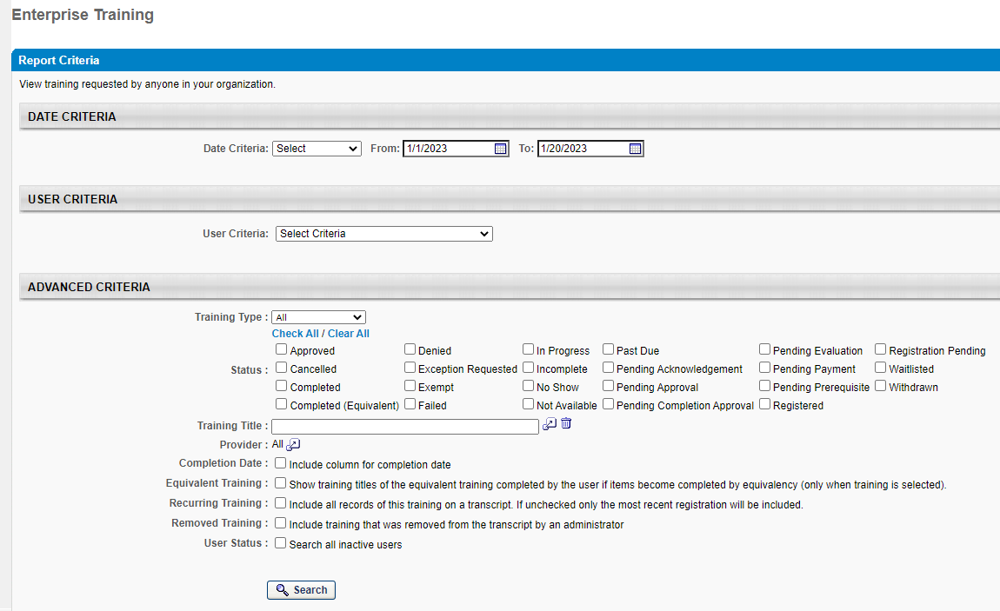 Enterprise Training
Report Criteria
View training requested by anyone in your organization.
DATE CRITERIA
Date Criteria: Select From: 1/1/2023 To: 1/20/2023
USER CRITERIA
User Criteria: Select Criteria
ADVANCED CRITERIA
Training Type : All
Check All / Clear All
Approved Denied In Progress Past Due Pending Evaluation Registration Pending
Status : Cancelled Exception Requested Incomplete Pending Acknowledgement Pending Payment Waitlisted
Completed Exempt No Show Pending Approval Pending Prerequisite Withdrawn
Completed (Equivalent) Failed Not Available Pending Completion Approval Registered
Training Title :
Provider : All
Completion Date : Include column for completion date
Equivalent Training : Show training titles of the equivalent training completed by the user if items become completed by equivalency (only when training is selected).
Recurring Training : Include all records of this training on a transcript. If unchecked only the most recent registration will be included.
Removed Training : Include training that was removed from the transcript by an administrator
User Status : Search all inactive users
Search